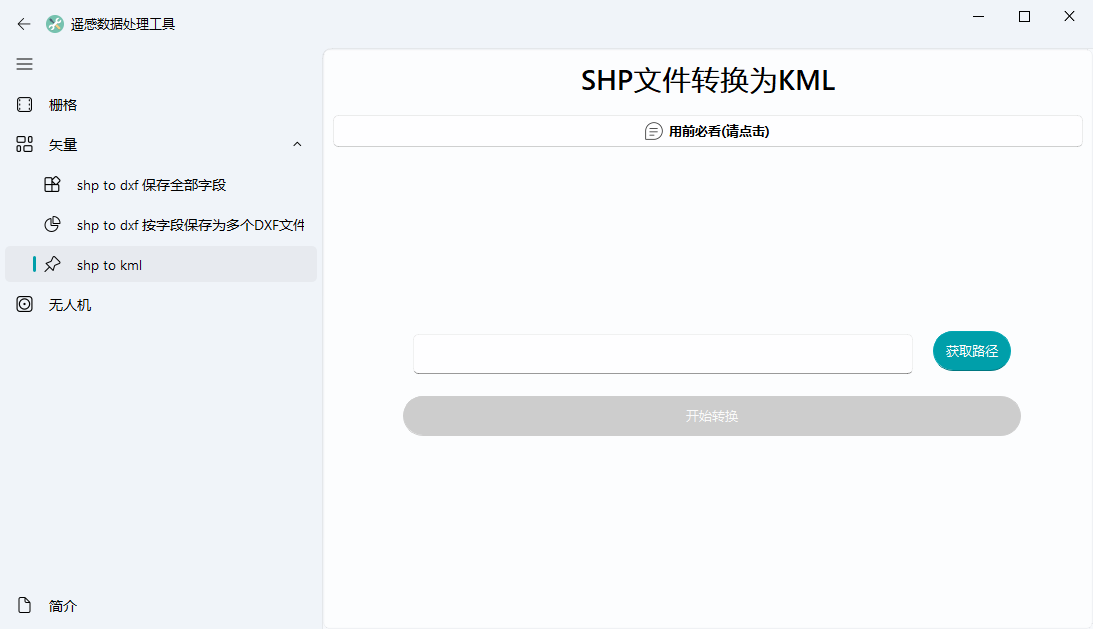 遥感数据处理工具
栅格
矢量
shp to dxf 保存全部字段
shp to dxf 按字段保存为多个DXF文件
shp to kml
无人机
简介
SHP文件转换为KML
用前必看(请点击)
获取路径
开始转换